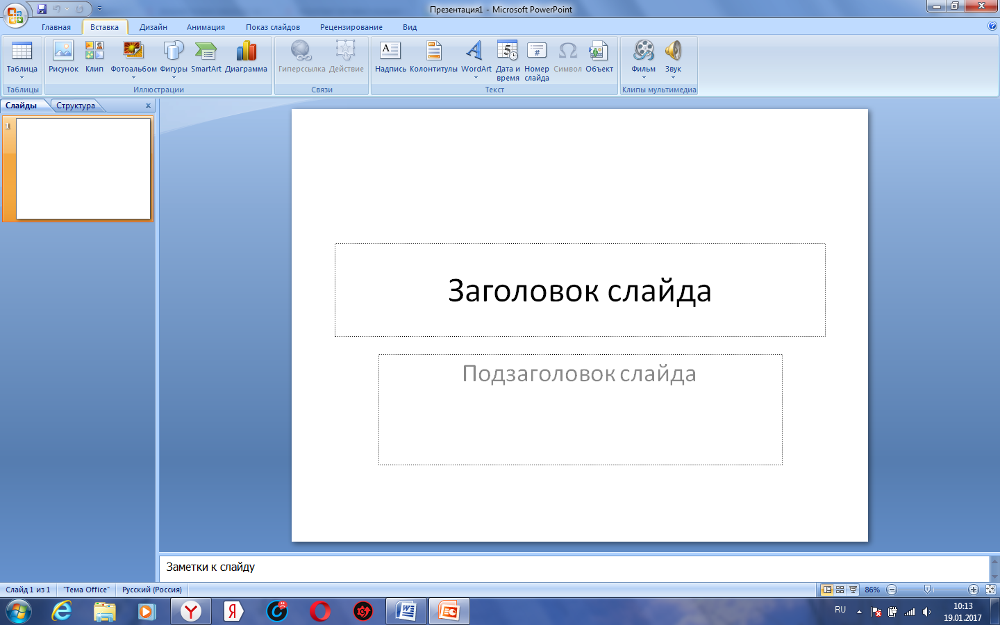 Презентация1 - Microsoft PowerPoint
Главная Вставка Дизайн Анимация Показ слайдов Рецензирование Вид
Таблица Рисунок Клип Фотоальбом Фигуры SmartArt Диаграмма Гиперссылка Действие Надпись Колонтитулы WordArt Дата и время Номер слайда Символ Объект Фильм Звук
Таблицы Иллюстрации Связи Текст Клипы мультимедиа
Слайды Структура x
1
Заголовок слайда
Подзаголовок слайда
Заметки к слайду
Слайд 1 из 1 "Тема Office" Русский (Россия) 86%
RU 10:13
19.01.2017